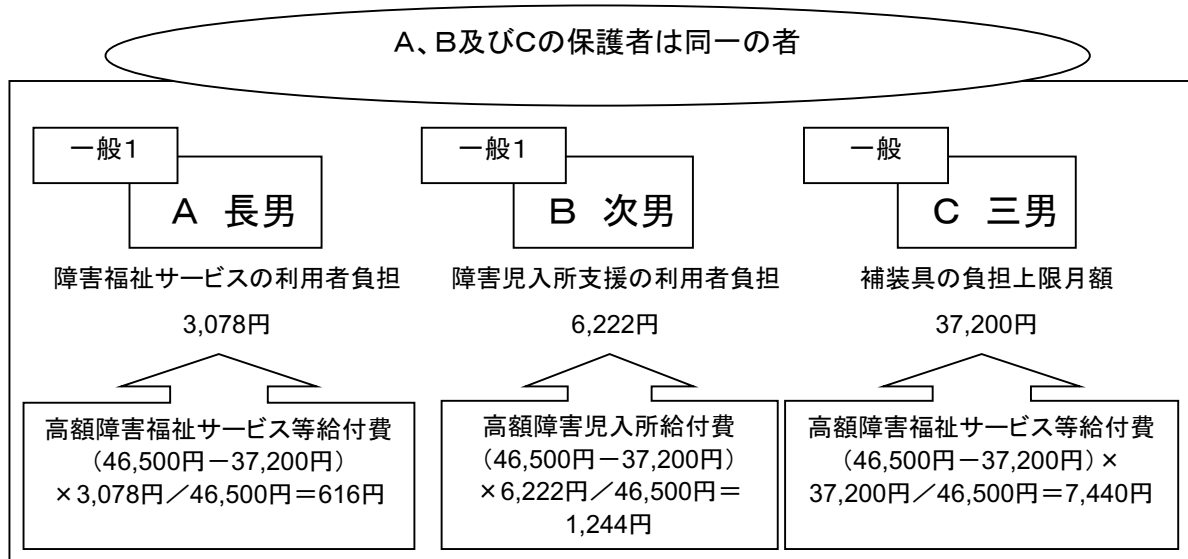 A、B及びCの保護者は同一の者
一般1
A 長男
障害福祉サービスの利用者負担
3,078円
高額障害福祉サービス等給付費
(46,500円-37,200円)
×3,078円/46,500円=616円
一般1
B 次男
障害児入所支援の利用者負担
6,222円
高額障害児入所給付費
(46,500円-37,200円)
×6,222円/46,500円=
1,244円
一般
C 三男
補装具の負担上限月額
37,200円
高額障害福祉サービス等給付費
(46,500円-37,200円)×
37,200円/46,500円=7,440円